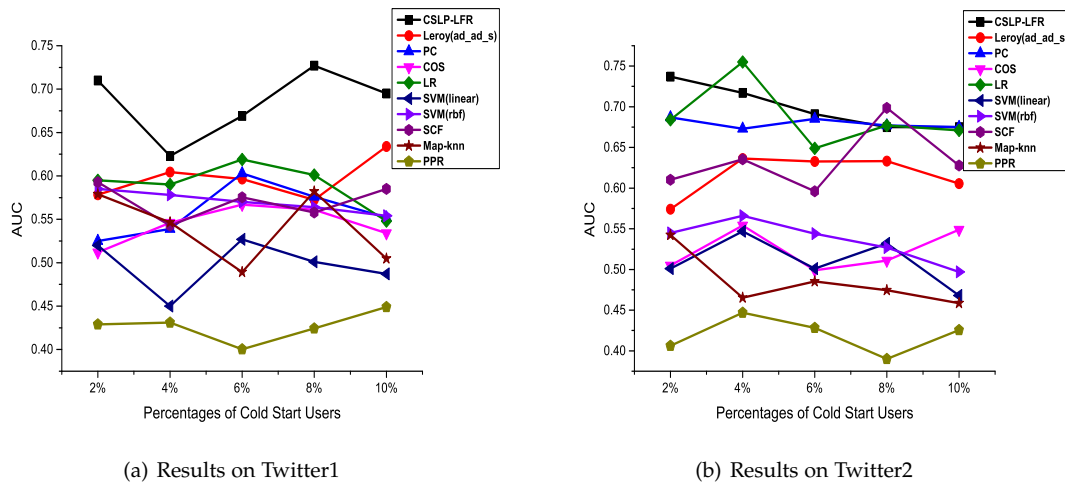 CSLP-LFR
Leroy(ad_ad_s)
PC
COS
LR
SVM(linear)
SVM(rbf)
SCF
Map-knn
PPR
0.75
0.70
0.65
0.60
0.55
0.50
0.45
0.40
AUC
2% 4% 6% 8% 10%
Percentages of Cold Start Users
(a) Results on Twitter1
CSLP-LFR
Leroy(ad_ad_s)
PC
COS
LR
SVM(linear)
SVM(rbf)
SCF
Map-knn
PPR
0.75
0.70
0.65
0.60
0.55
0.50
0.45
0.40
AUC
2% 4% 6% 8% 10%
Percentages of Cold Start Users
(b) Results on Twitter2